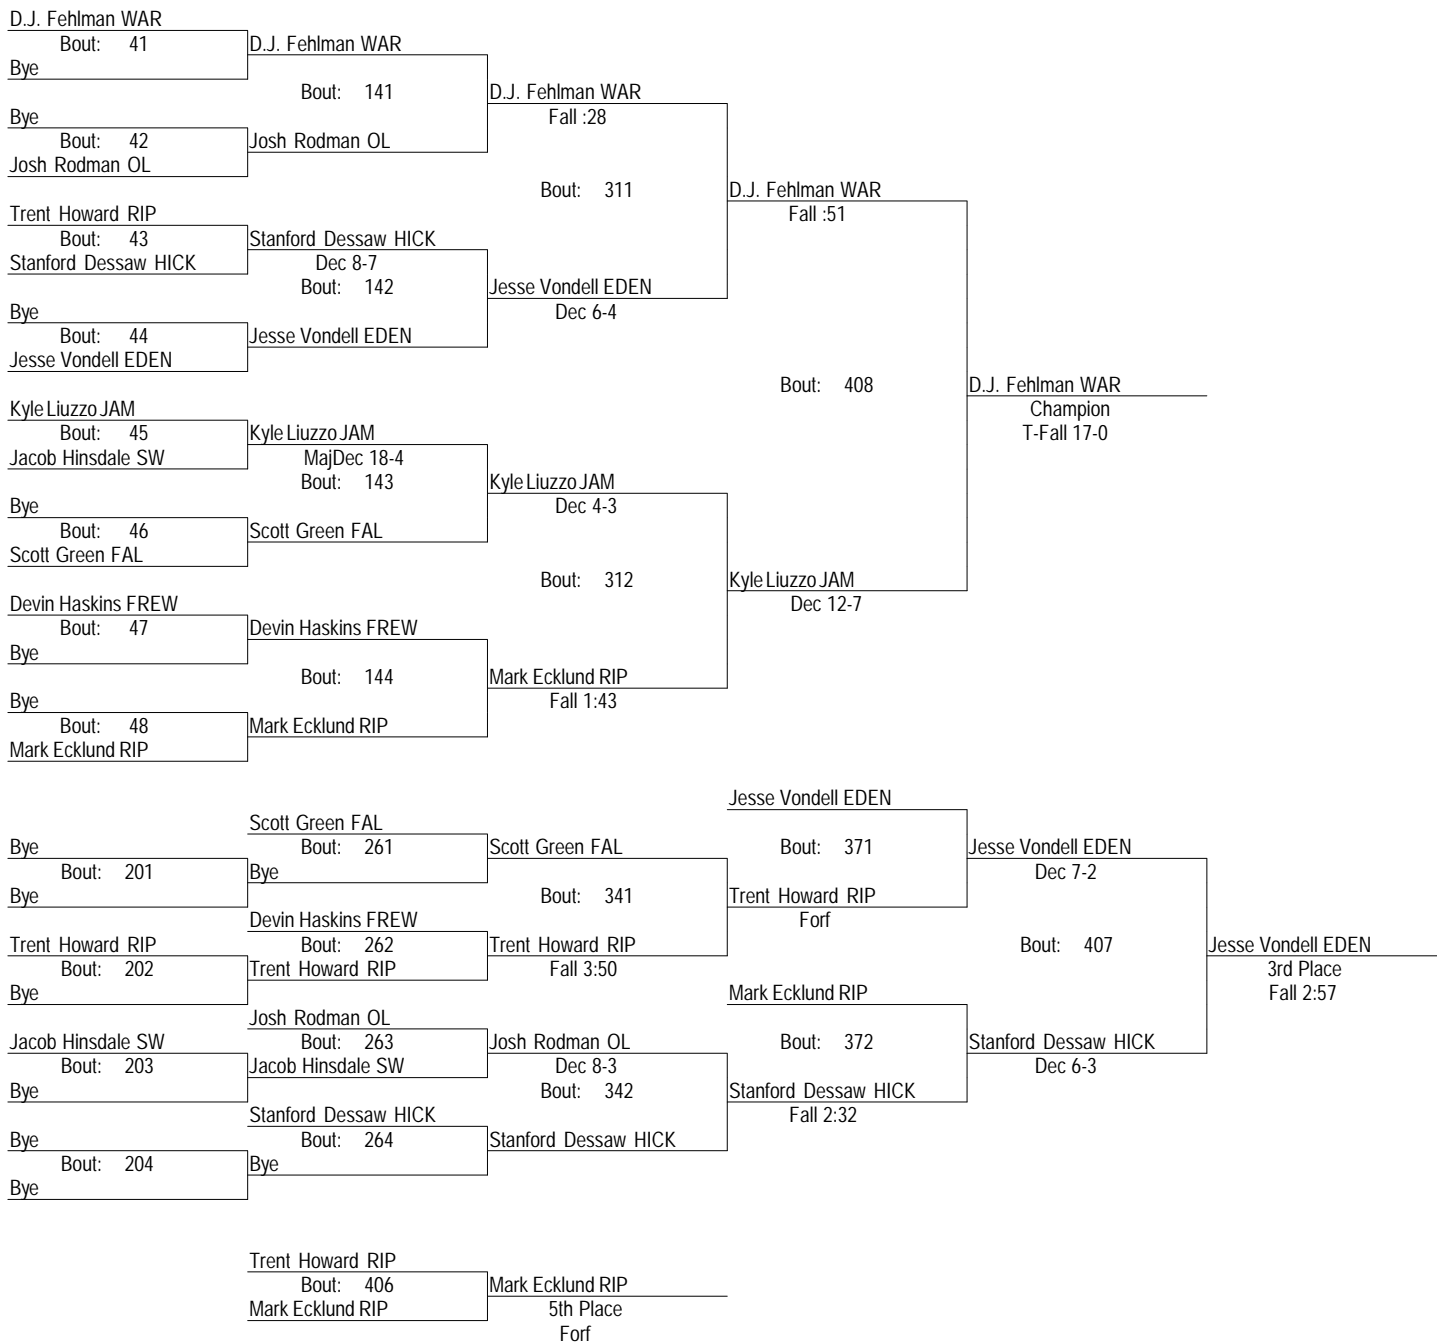 D.J. Fehlman WAR
Bout: 41 D.J. Fehlman WAR
Bye
Bout: 141 D.J. Fehlman WAR
Bye Fall :28
Bout: 42 Josh Rodman OL
Josh Rodman OL
Bout: 311 D.J. Fehlman WAR
Trent Howard RIP Fall :51
Bout: 43 Stanford Dessaw HICK
Stanford Dessaw HICK Dec 8-7
Bout: 142 Jesse Vondell EDEN
Bye Dec 6-4
Bout: 44 Jesse Vondell EDEN
Jesse Vondell EDEN
Bout: 408 D.J. Fehlman WAR
Kyle Liuzzo JAM Champion
Bout: 45 Kyle Liuzzo JAM T-Fall 17-0
Jacob Hinsdale SW MajDec 18-4
Bout: 143 Kyle Liuzzo JAM
Bye Dec 4-3
Bout: 46 Scott Green FAL
Scott Green FAL
Bout: 312 Kyle Liuzzo JAM
Devin Haskins FREW Dec 12-7
Bout: 47 Devin Haskins FREW
Bye
Bout: 144 Mark Ecklund RIP
Bye Fall 1:43
Bout: 48 Mark Ecklund RIP
Mark Ecklund RIP
Jesse Vondell EDEN
Scott Green FAL
Bye Bout: 261 Scott Green FAL Bout: 371 Jesse Vondell EDEN
Bout: 201 Bye Dec 7-2
Bye Bout: 341 Trent Howard RIP
Devin Haskins FREW Forf
Trent Howard RIP Bout: 262 Trent Howard RIP Bout: 407 Jesse Vondell EDEN
Bout: 202 Trent Howard RIP Fall 3:50 3rd Place
Bye Mark Ecklund RIP Fall 2:57
Josh Rodman OL
Jacob Hinsdale SW Bout: 263 Josh Rodman OL Bout: 372 Stanford Dessaw HICK
Bout: 203 Jacob Hinsdale SW Dec 8-3 Dec 6-3
Bye Bout: 342 Stanford Dessaw HICK
Stanford Dessaw HICK Fall 2:32
Bye Bout: 264 Stanford Dessaw HICK
Bout: 204 Bye
Bye
Trent Howard RIP
Bout: 406 Mark Ecklund RIP
Mark Ecklund RIP 5th Place
Forf